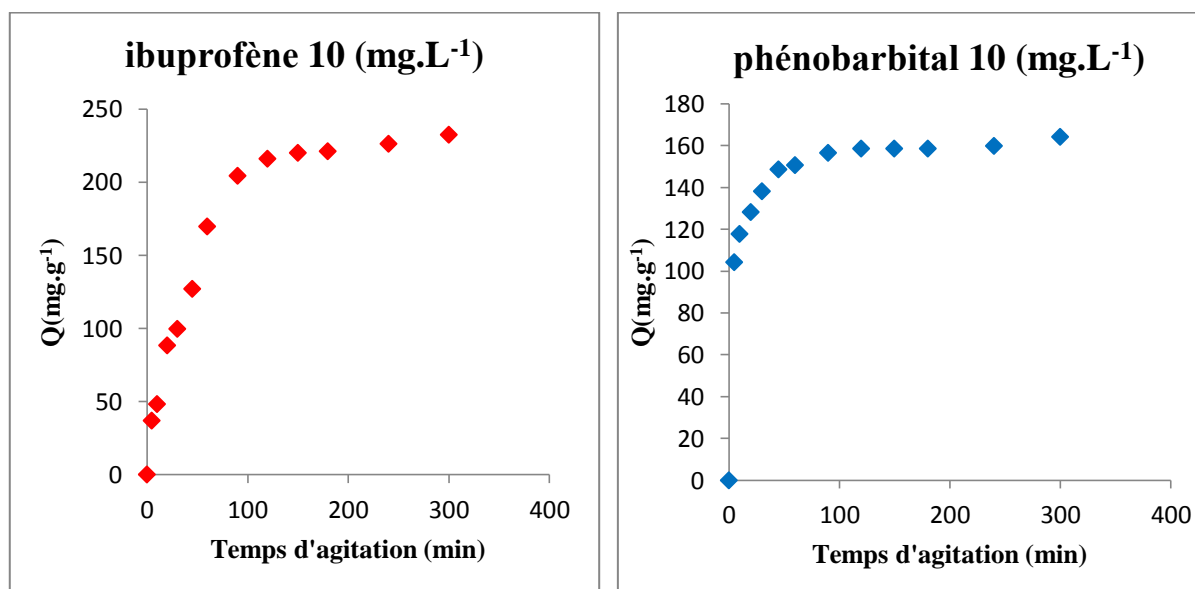 ibuprofène 10 (mg.L-1)
250
200
150
100
50
0
Q(mg.g-1)
0 100 200 300 400
Temps d'agitation (min)
phénobarbital 10 (mg.L-1)
180
160
140
120
100
80
60
40
20
0
Q(mg.g-1)
0 100 200 300 400
Temps d'agitation (min)